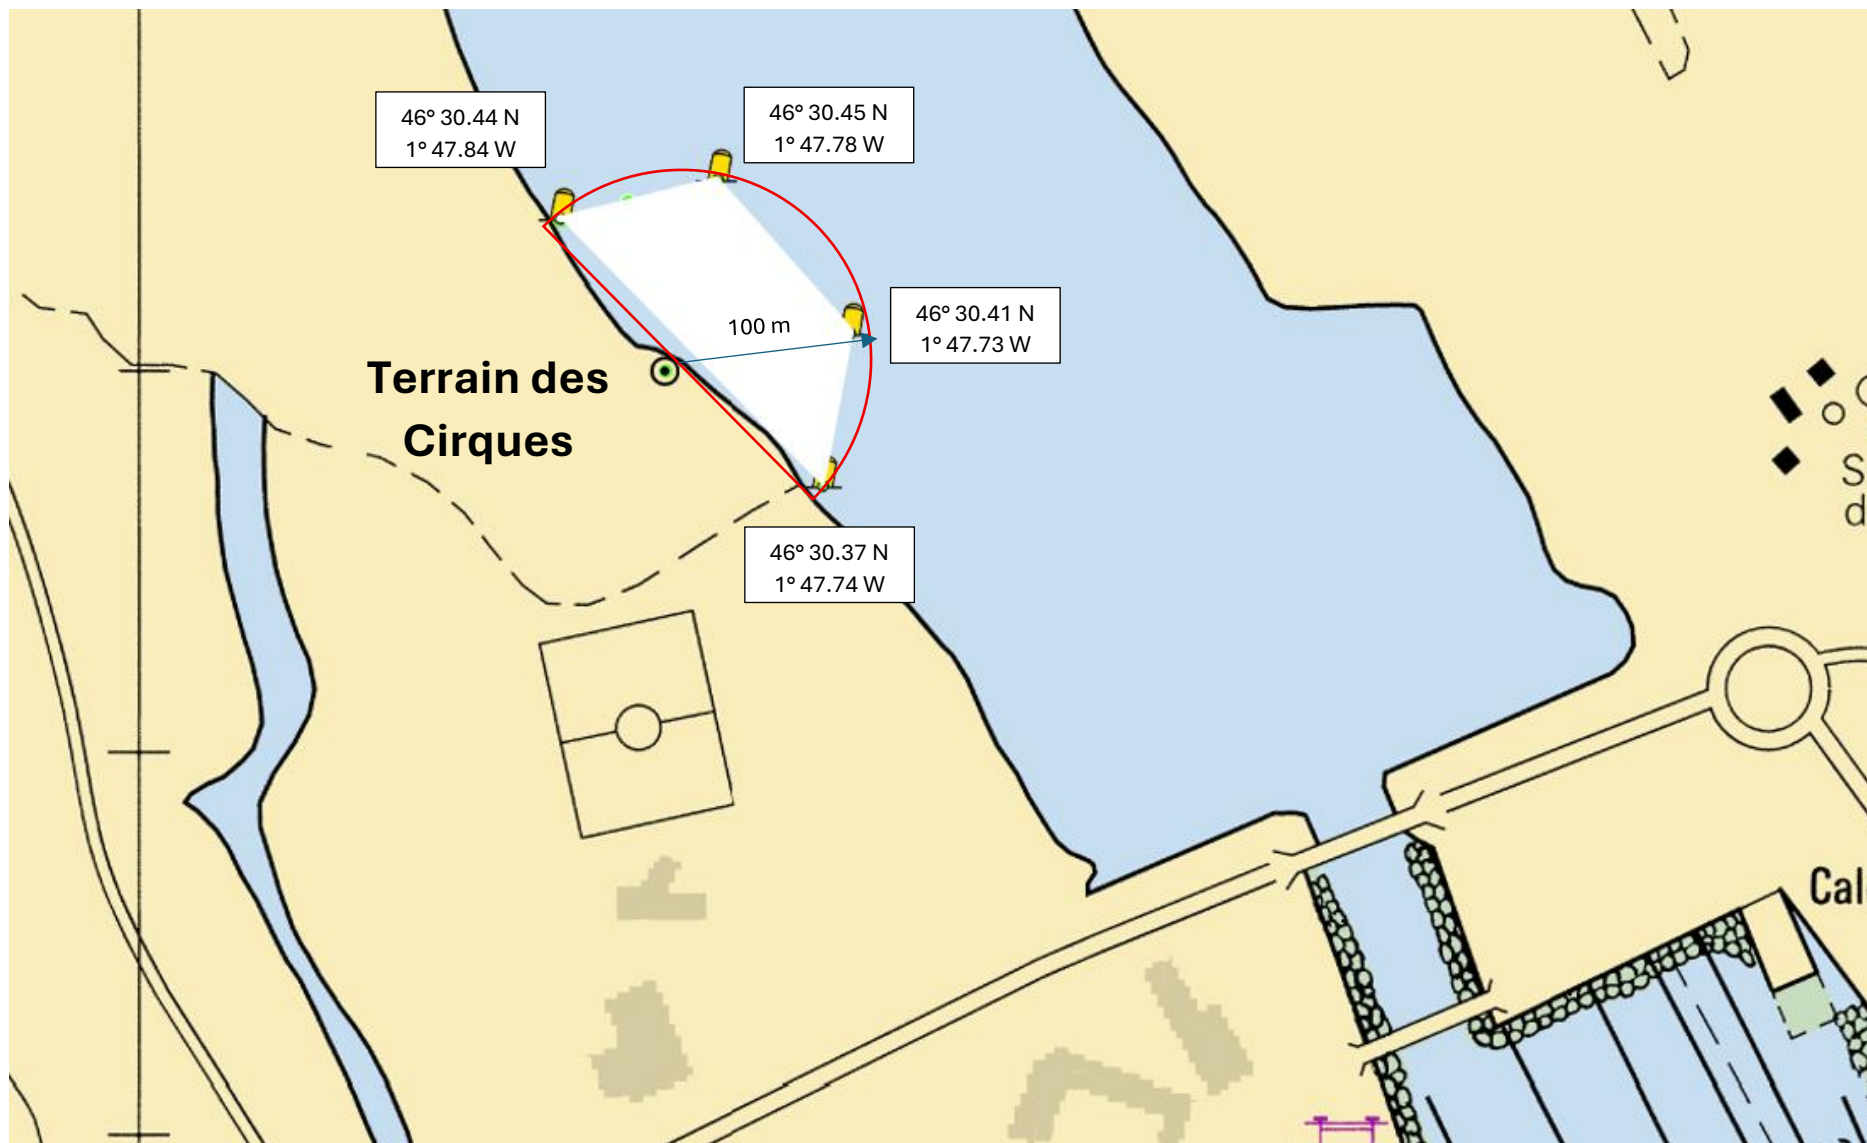 46° 30.44 N
1° 47.84 W
46° 30.45 N
1° 47.78 W
46° 30.41 N
1° 47.73 W
100 m
Terrain des
Cirques
46° 30.37 N
1° 47.74 W
S
d
Cal